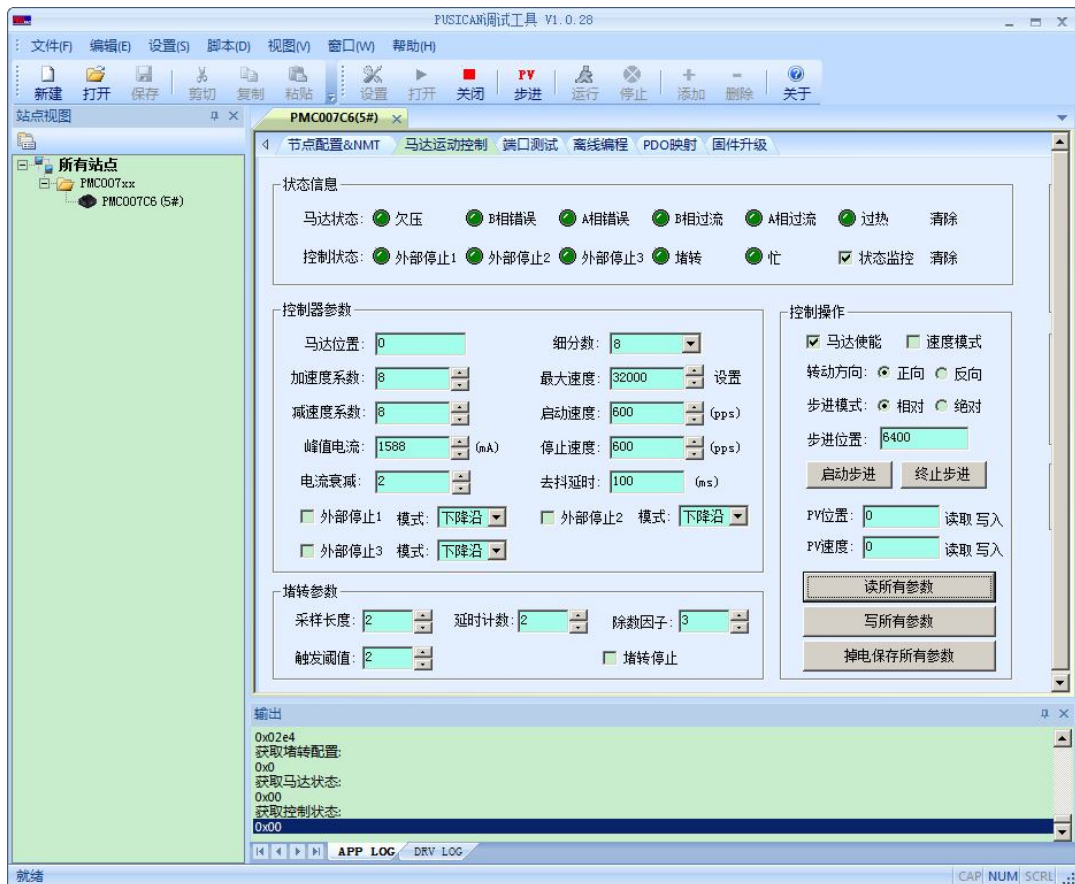 PUSICAN调试工具 V1.0.28
文件(F) 编辑(E) 设置(S) 脚本(D) 视图(V) 窗口(W) 帮助(H)
新建 打开 保存 剪切 复制 粘贴 设置 打开 关闭 PV 步进 运行 停止 添加 删除 关于
站点视图
所有站点
PMC007xx
PMC007C6 (5#)
PMC007C6(5#)
节点配置&NMT 马达运动控制 端口测试 离线编程 PDO映射 固件升级
状态信息
马达状态: 欠压 B相错误 A相错误 B相过流 A相过流 过热 清除
控制状态: 外部停止1 外部停止2 外部停止3 堵转 忙 状态监控 清除
控制器参数
马达位置: 0 细分数: 8
加速度系数: 8 最大速度: 32000 设置
减速度系数: 8 启动速度: 600 (pps)
峰值电流: 1588 (mA) 停止速度: 600 (pps)
电流衰减: 2 去抖延时: 100 (ms)
外部停止1 模式: 下降沿 外部停止2 模式: 下降沿
外部停止3 模式: 下降沿
堵转参数
采样长度: 2 延时计数: 2 除数因子: 3
触发阈值: 2 堵转停止
控制操作
马达使能 速度模式
转动方向: 正向 反向
步进模式: 相对 绝对
步进位置: 6400
启动步进 终止步进
PV位置: 0 读取 写入
PV速度: 0 读取 写入
读所有参数
写所有参数
掉电保存所有参数
输出
0x02e4
获取堵转配置:
0x0
获取马达状态:
0x00
获取控制状态:
0x00
APP LOG DRV LOG
就绪 CAP NUM SCRL